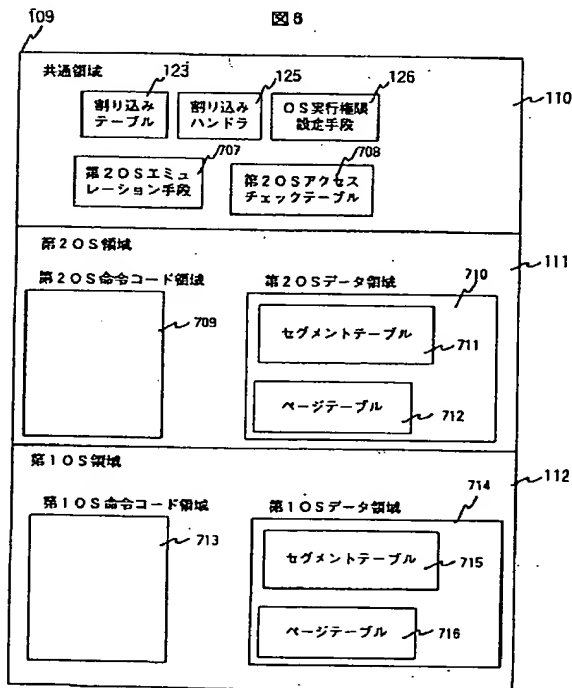 109
図8
共通領域
123
125
126
110
割り込み
テーブル
割り込み
ハンドラ
OS実行権限
設定手段
707
708
第2OSエミュ
レーション手段
第2OSアクセス
チェックテーブル
第2OS領域
111
第2OS命令コード領域
第2OSデータ領域
710
709
セグメントテーブル
711
ページテーブル
712
第1OS領域
112
第1OS命令コード領域
第1OSデータ領域
714
713
セグメントテーブル
715
ページテーブル
716